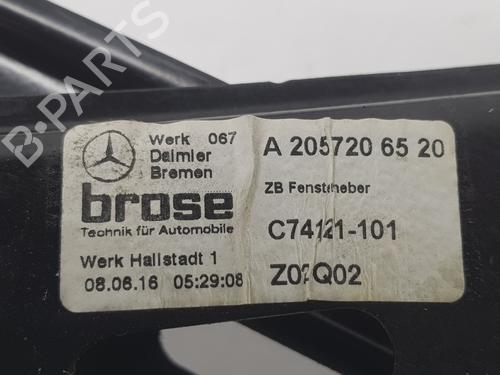 B-PARTS
Werk 067
Daimler
Bremen
brose
Technik für Automobile
Werk Hallstadt 1
08.06.16 05:29:08
A 205720 65 20
ZB Fensterheber
C74121-101
Z02Q02